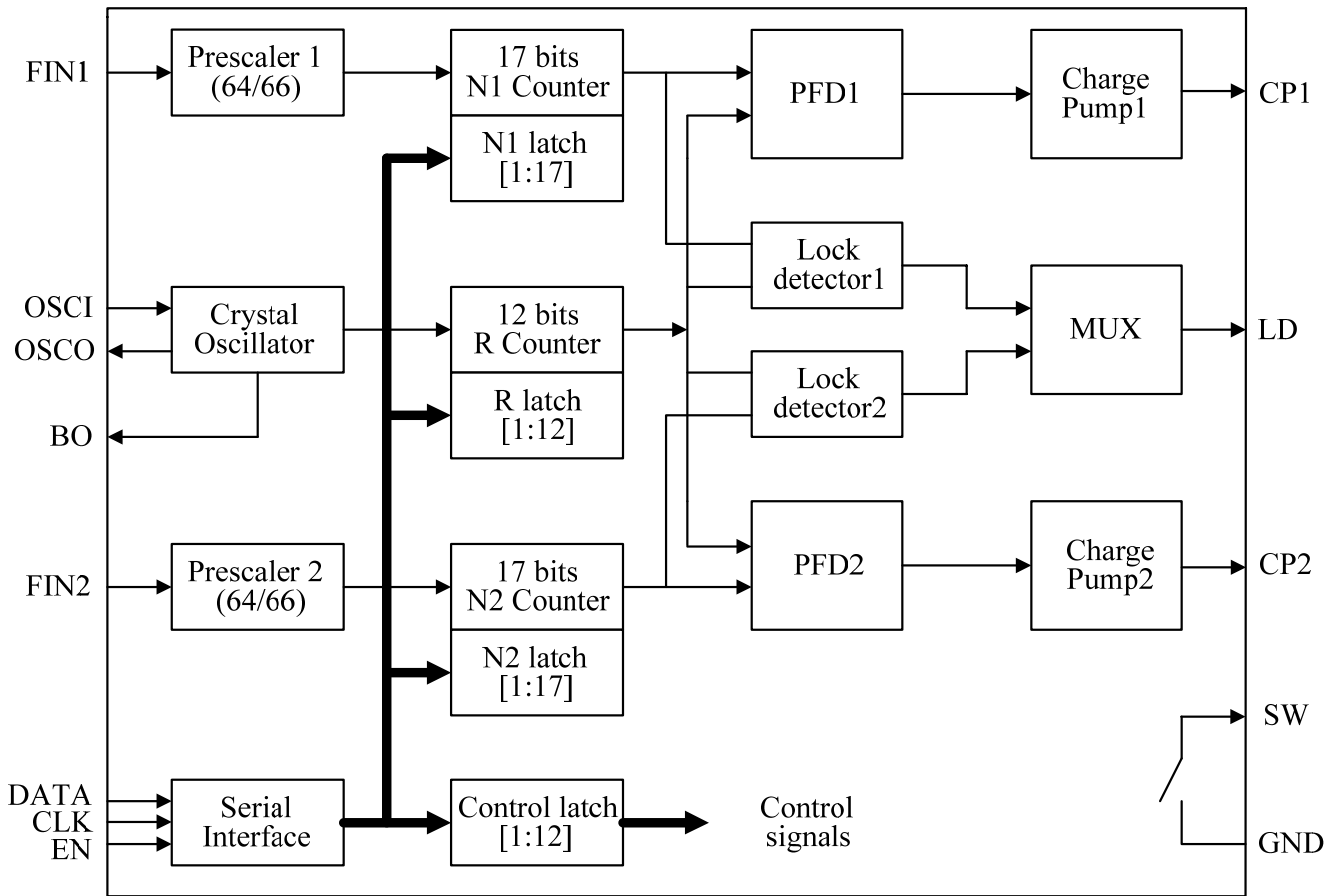 FIN1
Prescaler 1
(64/66)
17 bits
N1 Counter
N1 latch
[1:17]
PFD1
Charge
Pump1
CP1
Lock
detector1
OSCI
OSCO
BO
Crystal
Oscillator
12 bits
R Counter
R latch
[1:12]
Lock
detector2
MUX
LD
FIN2
Prescaler 2
(64/66)
17 bits
N2 Counter
N2 latch
[1:17]
PFD2
Charge
Pump2
CP2
SW
GND
DATA
CLK
EN
Serial
Interface
Control latch
[1:12]
Control
signals